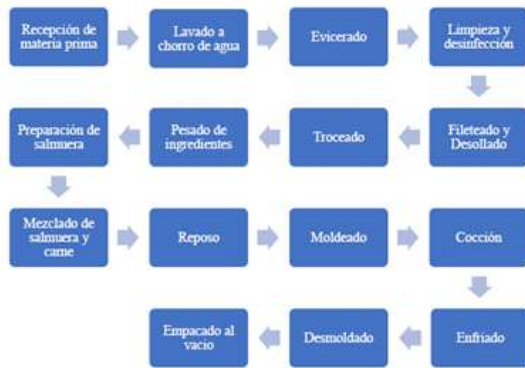 Recepción de
materia prima
Lavado a
chorro de agua
Evicerado
Limpieza y
desinfección
Fileteado y
Desollado
Troceado
Pesado de
ingredientes
Preparación de
salmuera
Mezclado de
salmuera y
carne
Reposo
Moldeado
Cocción
Enfriado
Desmoldado
Empacado al
vacio